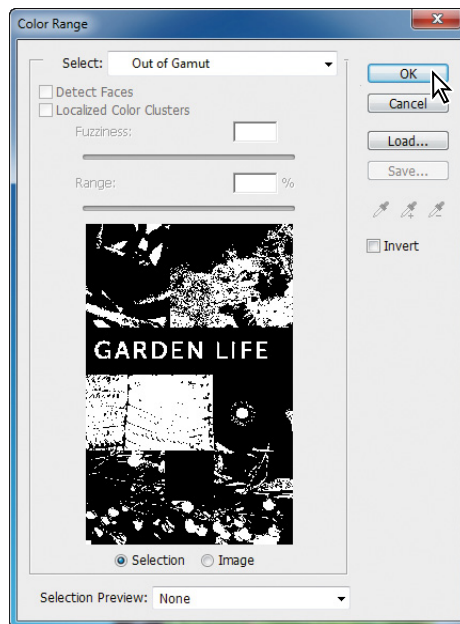 Color Range
Select: Out of Gamut
OK
Detect Faces
Cancel
Localized Color Clusters
Fuzziness:
Load...
Save...
Range: %
Invert
GARDEN LIFE
Selection Image
Selection Preview: None